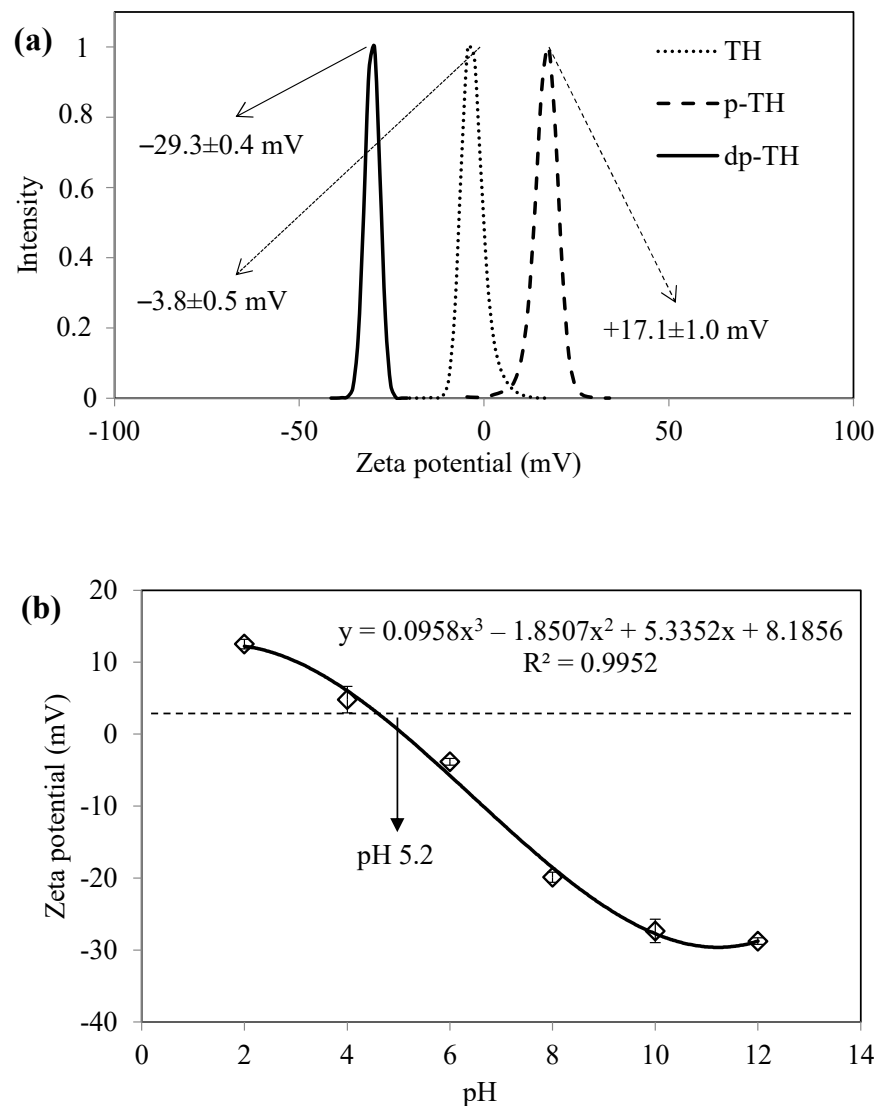 (a)
TH
p-TH
dp-TH
−29.3±0.4 mV
−3.8±0.5 mV
+17.1±1.0 mV
Intensity
1
0.8
0.6
0.4
0.2
0
-100
-50
0
50
100
Zeta potential (mV)
(b)
y = 0.0958x³ – 1.8507x² + 5.3352x + 8.1856
R² = 0.9952
pH 5.2
Zeta potential (mV)
20
10
0
-10
-20
-30
-40
0
2
4
6
8
10
12
14
pH